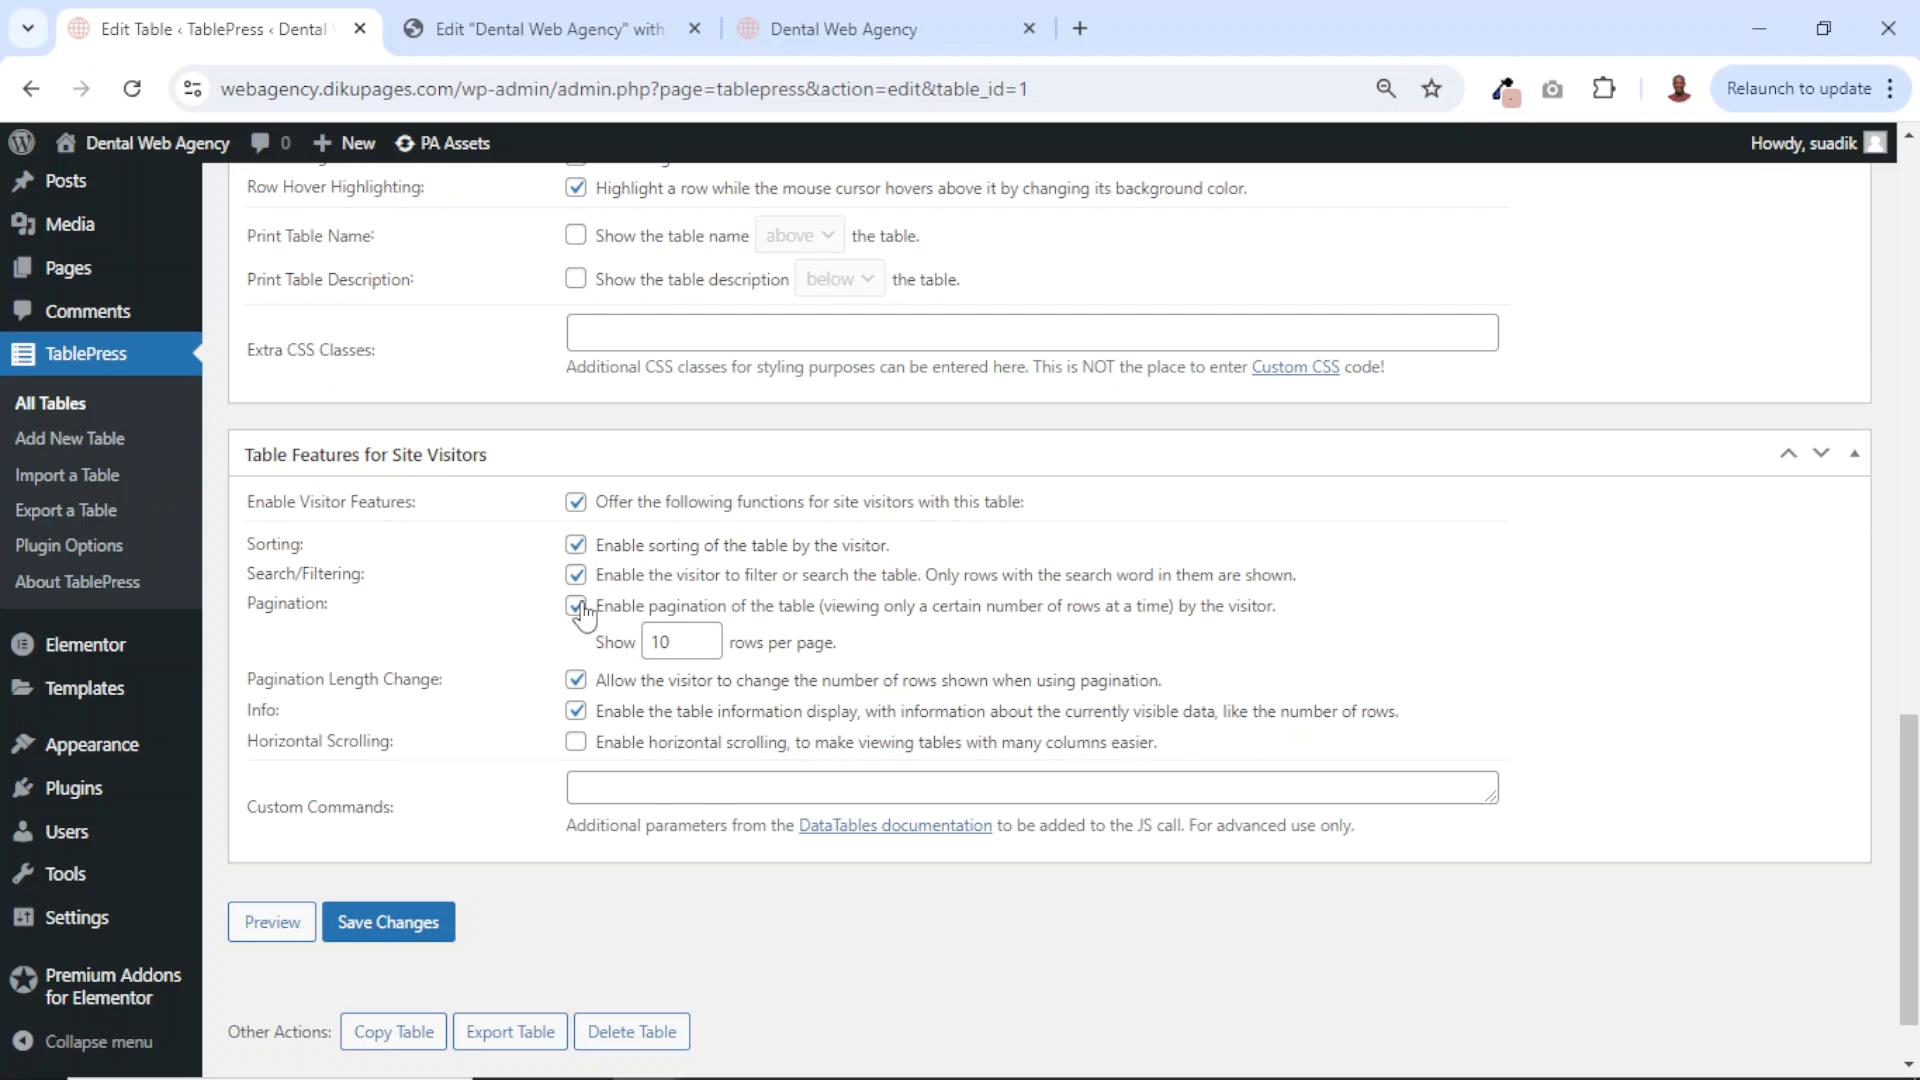 Edit Table ‹ TablePress ‹ Dental
Edit "Dental Web Agency" with
Dental Web Agency
webagency.dikupages.com/wp-admin/admin.php?page=tablepress&action=edit&table_id=1
Relaunch to update
Dental Web Agency
0
New
PA Assets
Howdy, suadik
Posts
Media
Pages
Comments
TablePress
All Tables
Add New Table
Import a Table
Export a Table
Plugin Options
About TablePress
Elementor
Templates
Appearance
Plugins
Users
Tools
Settings
Premium Addons
for Elementor
Collapse menu
Row Hover Highlighting:
Highlight a row while the mouse cursor hovers above it by changing its background color.
Print Table Name:
Show the table name above the table.
Print Table Description:
Show the table description below the table.
Extra CSS Classes:
Additional CSS classes for styling purposes can be entered here. This is NOT the place to enter Custom CSS code!
Table Features for Site Visitors
Enable Visitor Features:
Offer the following functions for site visitors with this table:
Sorting:
Enable sorting of the table by the visitor.
Search/Filtering:
Enable the visitor to filter or search the table. Only rows with the search word in them are shown.
Pagination:
Enable pagination of the table (viewing only a certain number of rows at a time) by the visitor.
Show 10 rows per page.
Pagination Length Change:
Allow the visitor to change the number of rows shown when using pagination.
Info:
Enable the table information display, with information about the currently visible data, like the number of rows.
Horizontal Scrolling:
Enable horizontal scrolling, to make viewing tables with many columns easier.
Custom Commands:
Additional parameters from the DataTables documentation to be added to the JS call. For advanced use only.
Preview
Save Changes
Other Actions:
Copy Table
Export Table
Delete Table